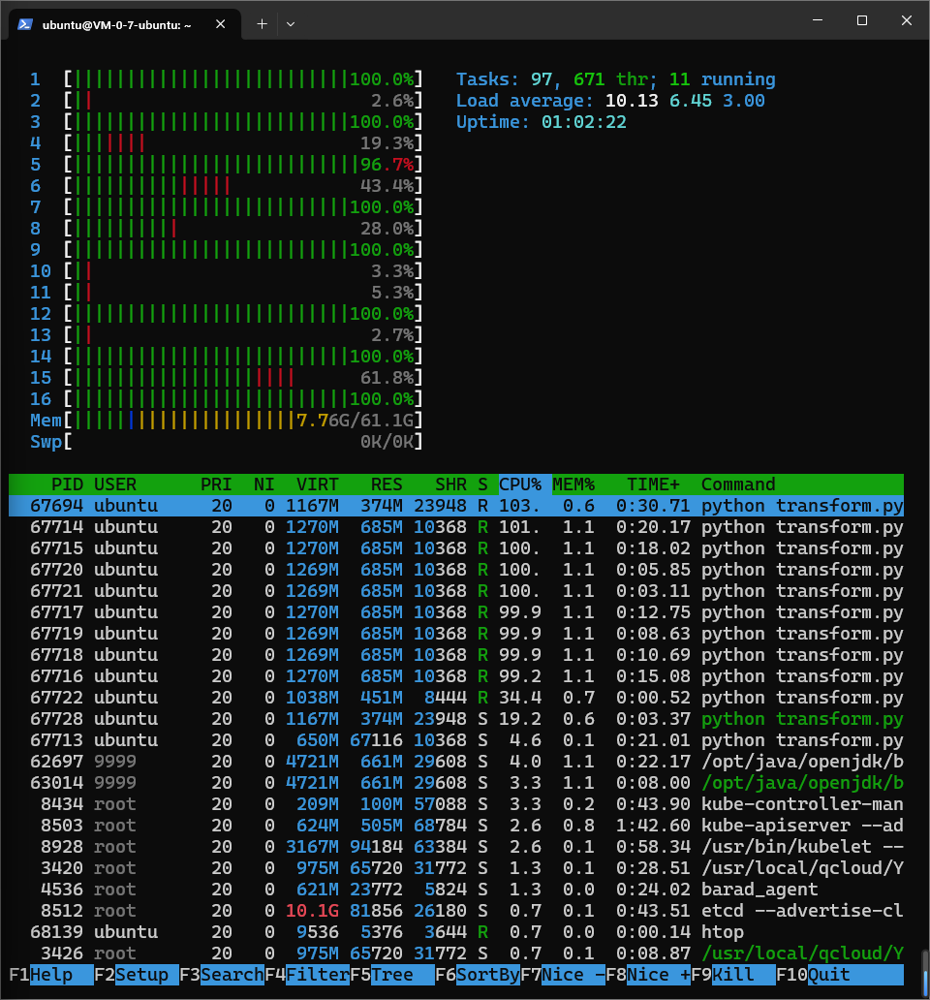 ubuntu@VM-0-7-ubuntu: ~
1 [||||||||||||||||||||||||||100.0%] Tasks: 97, 671 thr; 11 running
2 [|| 2.6%] Load average: 10.13 6.45 3.00
3 [||||||||||||||||||||||||||100.0%] Uptime: 01:02:22
4 [||||||| 19.3%]
5 [|||||||||||||||||||||||||||96.7%]
6 [||||||||||||||| 43.4%]
7 [||||||||||||||||||||||||||100.0%]
8 [|||||||||| 28.0%]
9 [||||||||||||||||||||||||||100.0%]
10 [|| 3.3%]
11 [|| 5.3%]
12 [||||||||||||||||||||||||||100.0%]
13 [|| 2.7%]
14 [||||||||||||||||||||||||||100.0%]
15 [||||||||||||||||||||| 61.8%]
16 [||||||||||||||||||||||||||100.0%]
Mem[|||||||||||||||||||||7.76G/61.1G]
Swp[ 0K/0K]
PID USER PRI NI VIRT RES SHR S CPU% MEM% TIME+ Command
67694 ubuntu 20 0 1167M 374M 23948 R 103. 0.6 0:30.71 python transform.py
67714 ubuntu 20 0 1270M 685M 10368 R 101. 1.1 0:20.17 python transform.py
67715 ubuntu 20 0 1270M 685M 10368 R 100. 1.1 0:18.02 python transform.py
67720 ubuntu 20 0 1269M 685M 10368 R 100. 1.1 0:05.85 python transform.py
67721 ubuntu 20 0 1269M 685M 10368 R 100. 1.1 0:03.11 python transform.py
67717 ubuntu 20 0 1270M 685M 10368 R 99.9 1.1 0:12.75 python transform.py
67719 ubuntu 20 0 1269M 685M 10368 R 99.9 1.1 0:08.63 python transform.py
67718 ubuntu 20 0 1269M 685M 10368 R 99.9 1.1 0:10.69 python transform.py
67716 ubuntu 20 0 1270M 685M 10368 R 99.2 1.1 0:15.08 python transform.py
67722 ubuntu 20 0 1038M 451M 8444 R 34.4 0.7 0:00.52 python transform.py
67728 ubuntu 20 0 1167M 374M 23948 S 19.2 0.6 0:03.37 python transform.py
67713 ubuntu 20 0 650M 67116 10368 S 4.6 0.1 0:21.01 python transform.py
62697 9999 20 0 4721M 661M 29608 S 4.0 1.1 0:22.17 /opt/java/openjdk/b
63014 9999 20 0 4721M 661M 29608 S 3.3 1.1 0:08.00 /opt/java/openjdk/b
8434 root 20 0 209M 100M 57088 S 3.3 0.2 0:43.90 kube-controller-man
8503 root 20 0 624M 505M 68784 S 2.6 0.8 1:42.60 kube-apiserver --ad
8928 root 20 0 3167M 94184 63384 S 2.6 0.1 0:58.34 /usr/bin/kubelet --
3420 root 20 0 975M 65720 31772 S 1.3 0.1 0:28.51 /usr/local/qcloud/Y
4536 root 20 0 621M 23772 5824 S 1.3 0.0 0:24.02 barad_agent
8512 root 20 0 10.1G 81856 26180 S 0.7 0.1 0:43.51 etcd --advertise-cl
68139 ubuntu 20 0 9536 5376 3644 R 0.7 0.0 0:00.14 htop
3426 root 20 0 975M 65720 31772 S 0.7 0.1 0:08.87 /usr/local/qcloud/Y
F1Help F2Setup F3SearchF4FilterF5Tree F6SortByF7Nice -F8Nice +F9Kill F10Quit